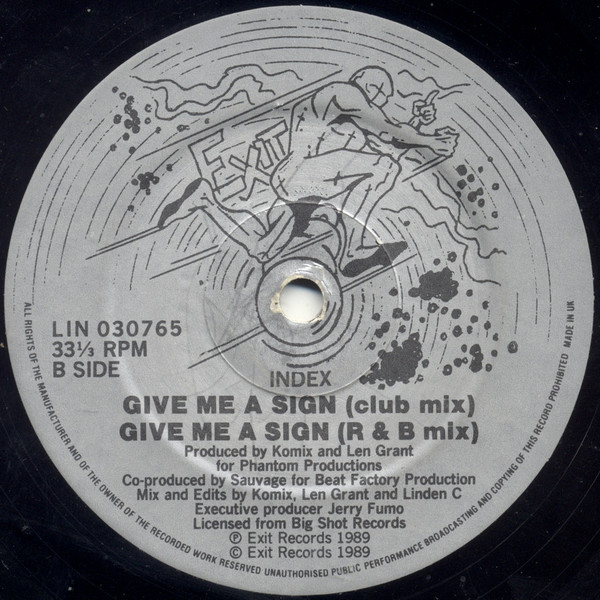 EXIT
LIN 030765
33⅓ RPM
B SIDE
INDEX
GIVE ME A SIGN (club mix)
GIVE ME A SIGN (R & B mix)
Produced by Komix and Len Grant
for Phantom Productions
Co-produced by Sauvage for Beat Factory Production
Mix and Edits by Komix, Len Grant and Linden C
Executive producer Jerry Fumo
Licensed from Big Shot Records
℗ Exit Records 1989
© Exit Records 1989
ALL RIGHTS OF THE MANUFACTURER AND OF THE OWNER OF THE RECORDED WORK RESERVED UNAUTHORISED PUBLIC PERFORMANCE BROADCASTING AND COPYING OF THIS RECORD PROHIBITED MADE IN UK